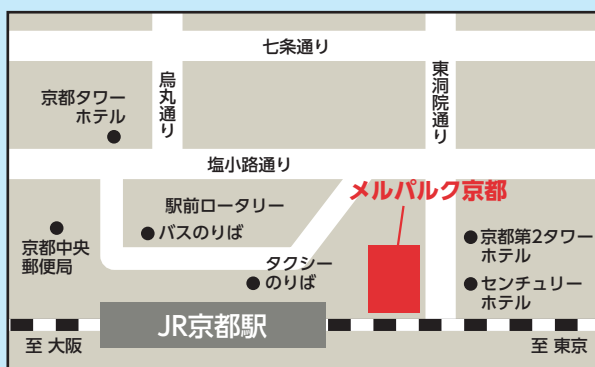 七条通り
烏丸通り
東洞院通り
京都タワー
ホテル
塩小路通り
メルパルク京都
駅前ロータリー
バスのりば
京都中央
郵便局
タクシー
のりば
京都第2タワー
ホテル
センチュリー
ホテル
JR京都駅
至 大阪
至 東京